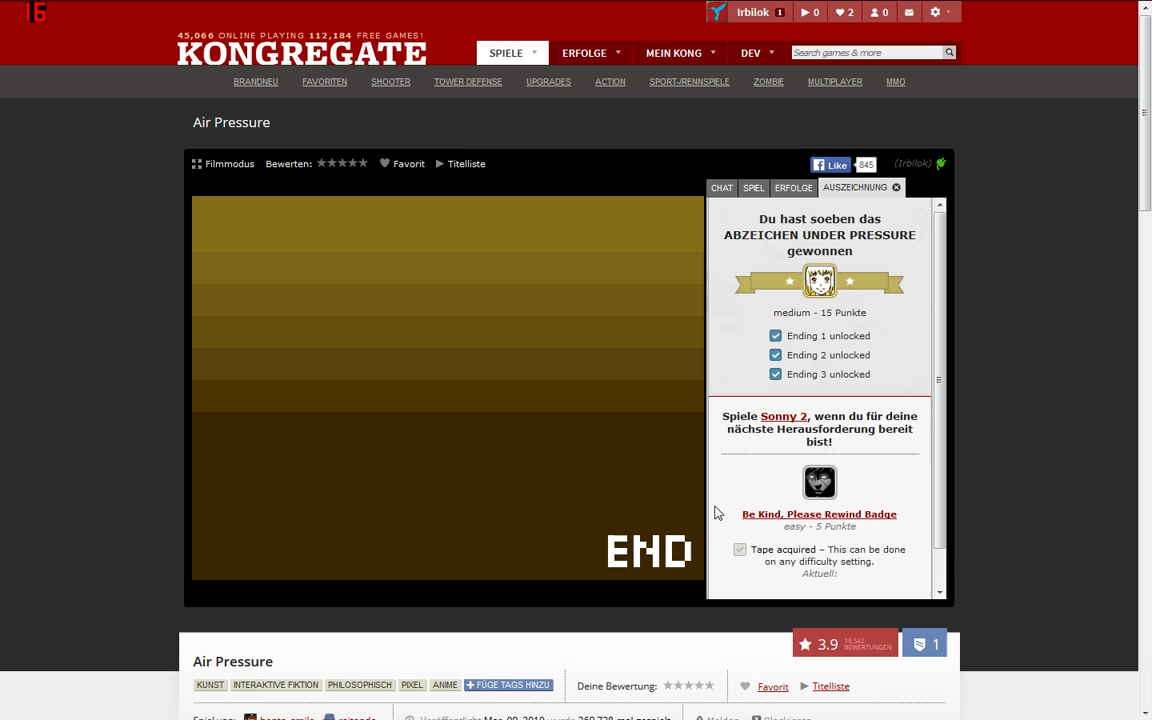 16
Irbilok 1 0 2 0
45,066 ONLINE PLAYING 112,184 FREE GAMES!
KONGREGATE
SPIELE ERFOLGE MEIN KONG DEV Search games & more
BRANDNEU FAVORITEN SHOOTER TOWER DEFENSE UPGRADES ACTION SPORT-/RENNSPIELE ZOMBIE MULTIPLAYER MMO
Air Pressure
Filmmodus Bewerten: Favorit Titelliste Like 845 (Irbilok)
CHAT SPIEL ERFOLGE AUSZEICHNUNG
Du hast soeben das
ABZEICHEN UNDER PRESSURE
gewonnen
medium - 15 Punkte
Ending 1 unlocked
Ending 2 unlocked
Ending 3 unlocked
Spiele Sonny 2, wenn du für deine
nächste Herausforderung bereit
bist!
Be Kind, Please Rewind Badge
easy - 5 Punkte
Tape acquired – This can be done
on any difficulty setting.
Aktuell:
END
3.9 19,542 BEWERTUNGEN 1
Air Pressure
KUNST INTERAKTIVE FIKTION PHILOSOPHISCH PIXEL ANIME + FÜGE TAGS HINZU Deine Bewertung: Favorit Titelliste